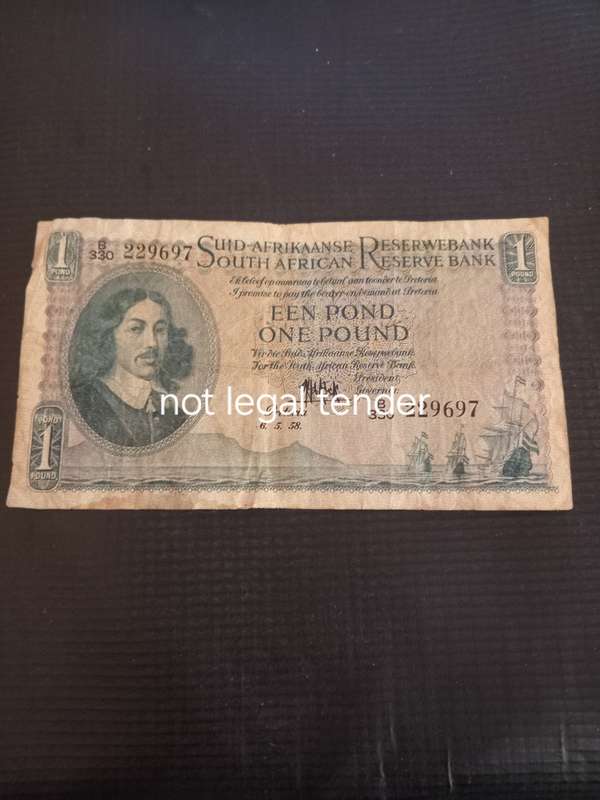 1
POND
B/330 229697
SUID-AFRIKAANSE RESERWEBANK
SOUTH AFRICAN RESERVE BANK
1
POUND
Ek beloof op aanvraag te betaal aan toonder te Pretoria
I promise to pay the bearer on demand at Pretoria
EEN POND
ONE POUND
Vir die Suid-Afrikaanse Reserwebank
For the South African Reserve Bank
President
Governor
not legal tender
B/330 229697
6. 5. 58.
POND
1
POUND